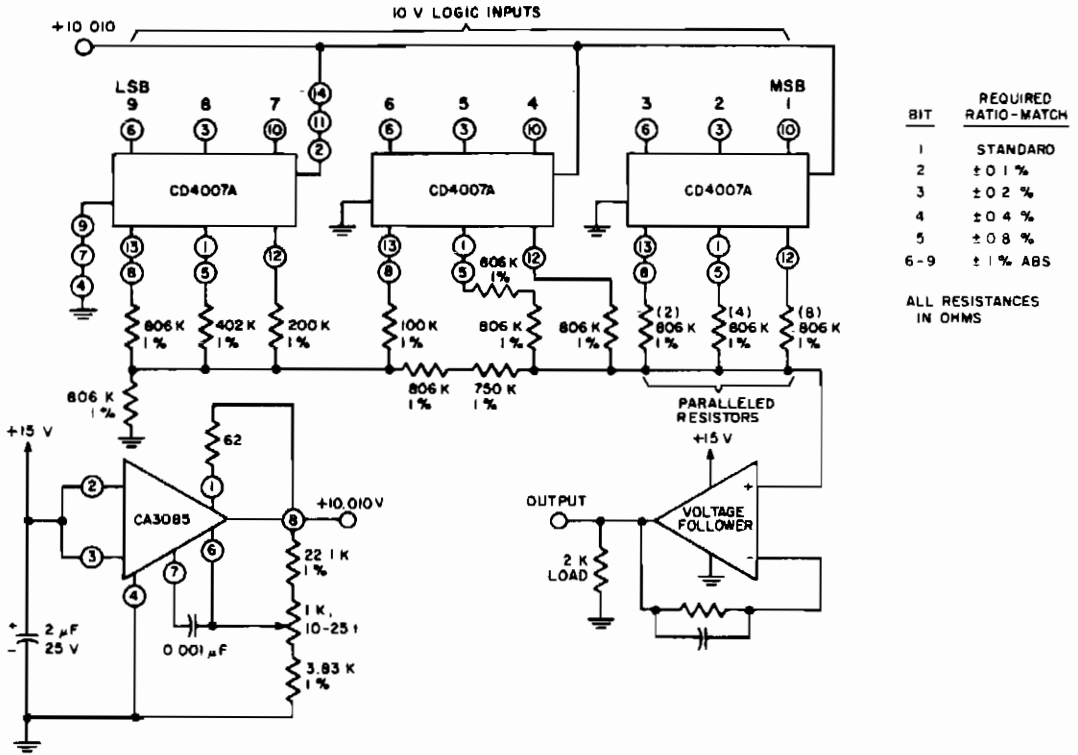 10 V LOGIC INPUTS
+10 010
LSB
MSB
9 8 7 6 5 4 3 2 1
14
11
2
6 3 10 6 3 10 6 3 10
CD4007A CD4007A CD4007A
9
7
4
13 1 12 13 1 12 13 1 12
8 5 8 5 8 5
806 K
1%
806 K
1%
402 K
1%
200 K
1%
100 K
1%
806 K
1%
806 K
1%
(2)
806 K
1%
(4)
806 K
1%
(8)
806 K
1%
806 K
1%
806 K
1%
750 K
1%
PARALLELED
RESISTORS
BIT REQUIRED RATIO-MATCH
1 STANDARD
2 ±0 1 %
3 ±0 2 %
4 ±0 4 %
5 ±0 8 %
6-9 ± 1 % ABS
ALL RESISTANCES
IN OHMS
+15 V
62
1
2
CA3085
8
+10.010V
3
6
7
4
22 1 K
1%
1 K,
10-25 t
3.83 K
1%
+
2 µF
-
25 V
0 001 µF
+15 V
OUTPUT
VOLTAGE
FOLLOWER
+
-
2 K
LOAD